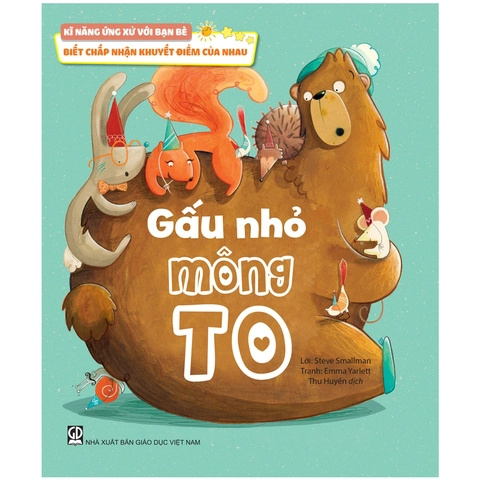 KĨ NĂNG ỨNG XỬ VỚI BẠN BÈ
BIẾT CHẤP NHẬN KHUYẾT ĐIỂM CỦA NHAU
Gấu nhỏ
mông
TO
Lời: Steve Smallman
Tranh: Emma Yarlett
Thu Huyền dịch
GD
NHÀ XUẤT BẢN GIÁO DỤC VIỆT NAM